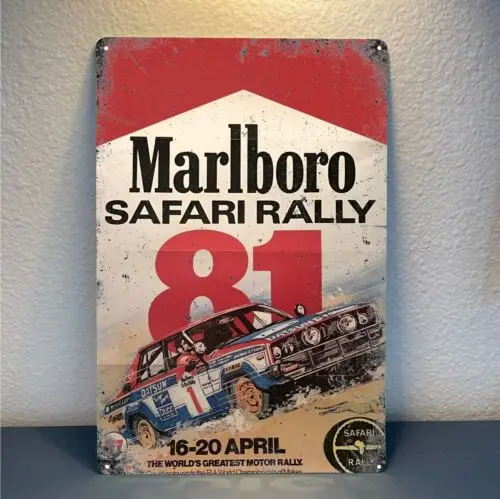 Marlboro
SAFARI RALLY
81
DATSUN
1
16-20 APRIL
THE WORLD'S GREATEST MOTOR RALLY.
SAFARI
RALLY